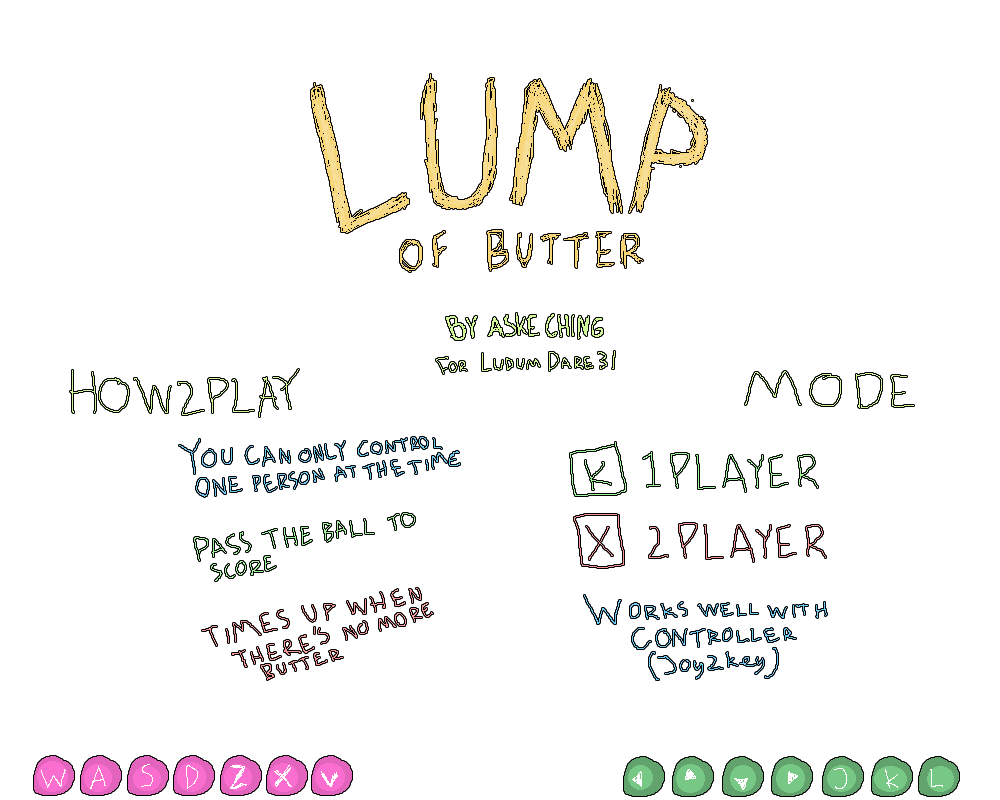 LUMP
OF BUTTER
BY ASKE CHING
FOR LUDUM DARE 31
HOW2PLAY
YOU CAN ONLY CONTROL
ONE PERSON AT THE TIME
PASS THE BALL TO
SCORE
TIMES UP WHEN
THERE'S NO MORE
BUTTER
MODE
K 1PLAYER
X 2PLAYER
WORKS WELL WITH
CONTROLLER
(Joy2key)
W A S D Z X V
J K L